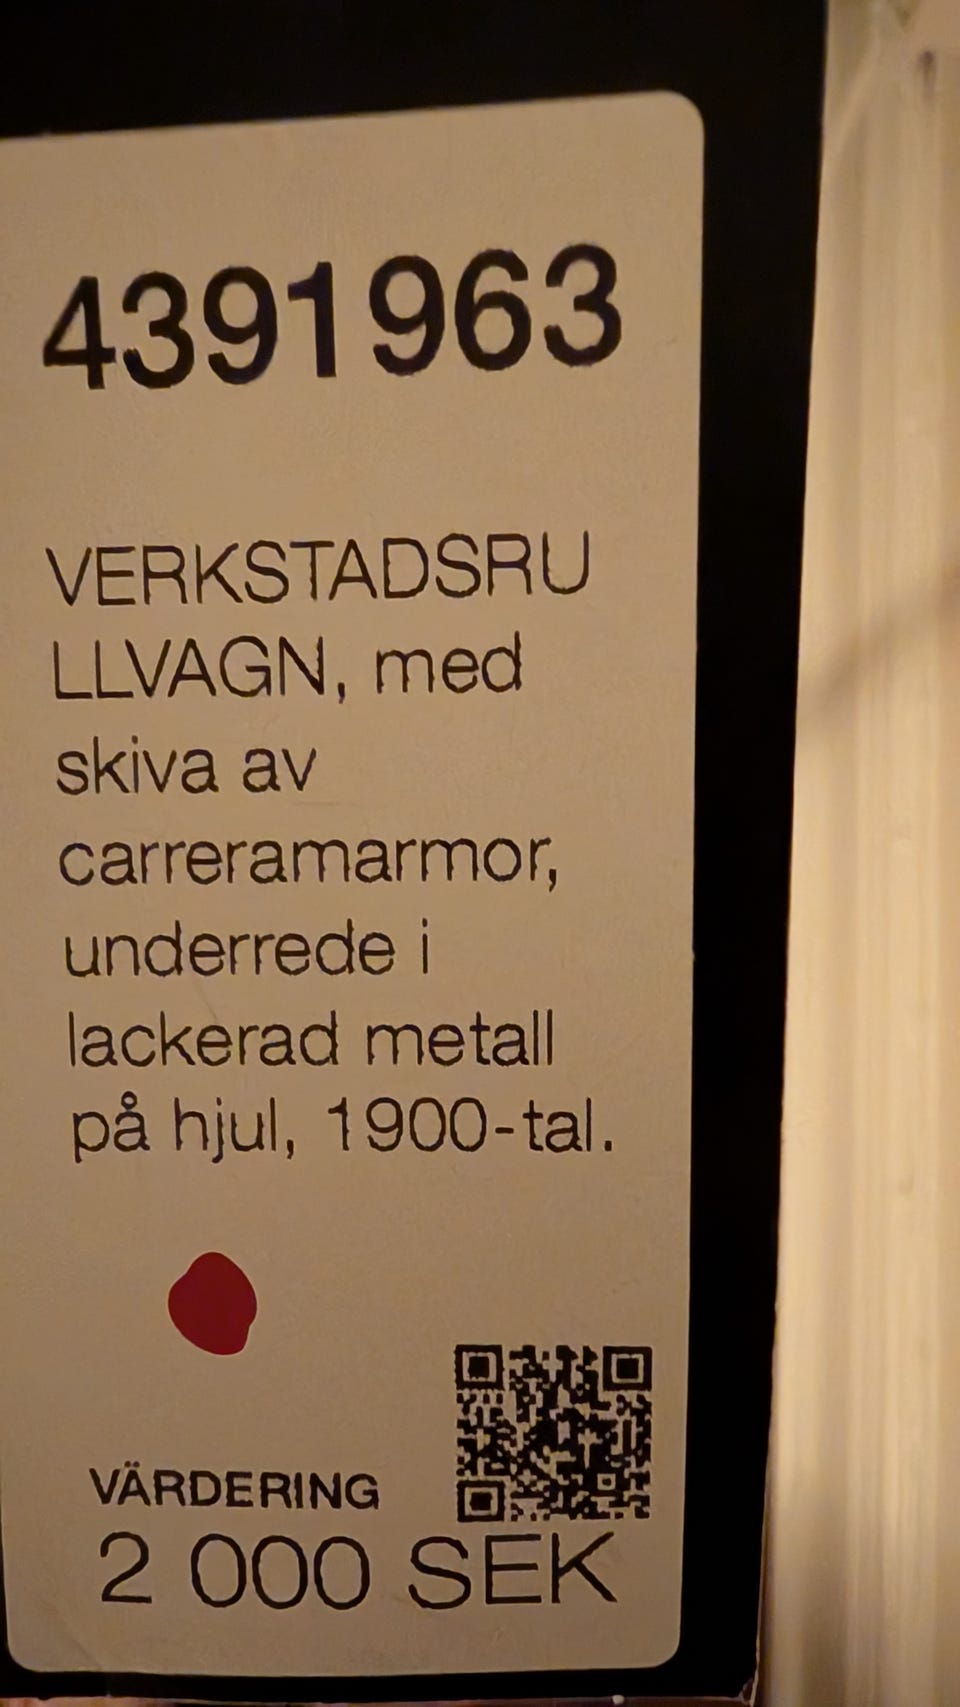 4391963
VERKSTADSRU
LLVAGN, med
skiva av
carreramarmor,
underrede i
lackerad metall
på hjul, 1900-tal.
VÄRDERING
2 000 SEK